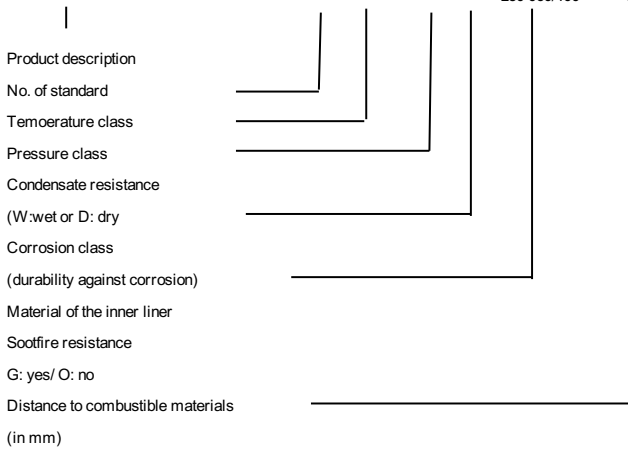 Product description
No. of standard
Temoerature class
Pressure class
Condensate resistance
(W:wet or D: dry
Corrosion class
(durability against corrosion)
Material of the inner liner
Sootfire resistance
G: yes/ O: no
Distance to combustible materials
(in mm)